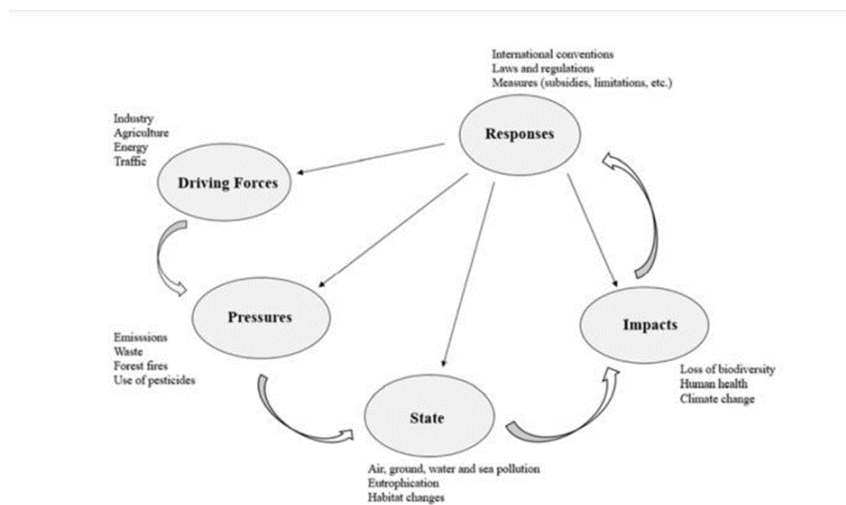 International conventions
Laws and regulations
Measures (subsidies, limitations, etc.)
Responses
Industry
Agriculture
Energy
Traffic
Driving Forces
Pressures
Emisssions
Waste
Forest fires
Use of pesticides
State
Air, ground, water and sea pollution
Eutrophication
Habitat changes
Impacts
Loss of biodiversity
Human health
Climate change